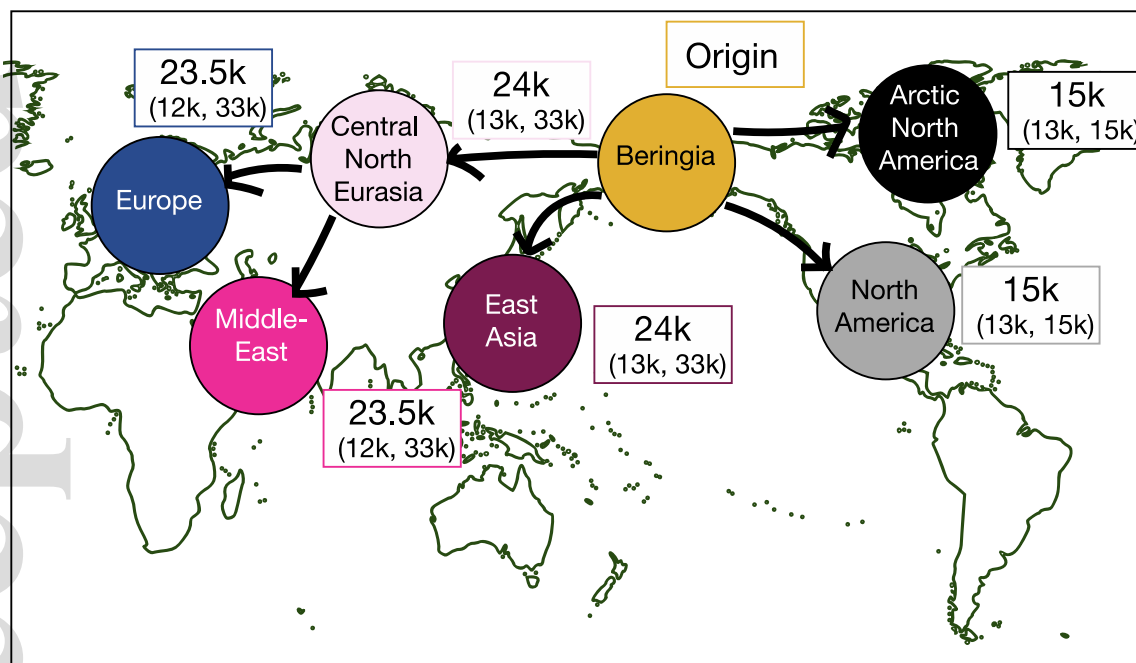 Origin
23.5k
(12k, 33k)
24k
(13k, 33k)
Arctic
North
America
15k
(13k, 15k)
Central
North
Eurasia
Beringia
Europe
Middle-
East
East
Asia
North
America
15k
(13k, 15k)
24k
(13k, 33k)
23.5k
(12k, 33k)